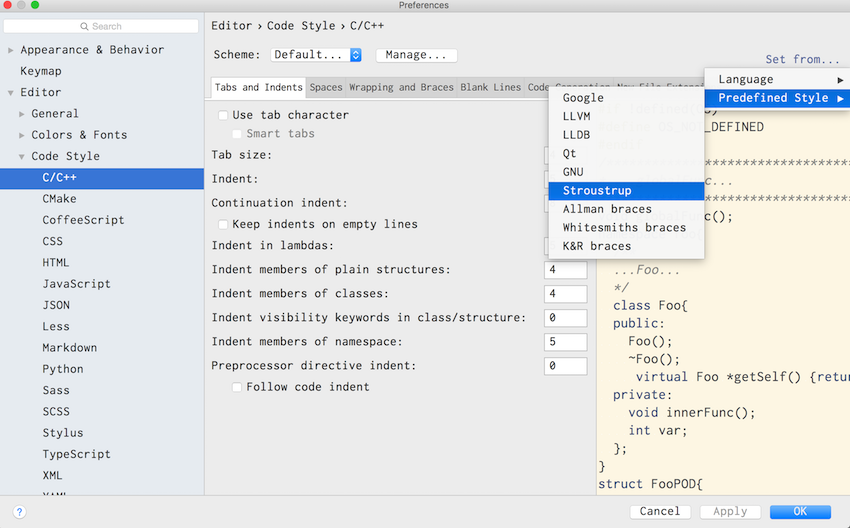 Preferences
Search
Appearance & Behavior
Keymap
Editor
General
Colors & Fonts
Code Style
C/C++
CMake
CoffeeScript
CSS
HTML
JavaScript
JSON
Less
Markdown
Python
Sass
SCSS
Stylus
TypeScript
XML
Editor › Code Style › C/C++
Scheme: Default... Manage...
Set from...
Language
Predefined Style
Tabs and Indents Spaces Wrapping and Braces Blank Lines
Google
LLVM
LLDB
Qt
GNU
Stroustrup
Allman braces
Whitesmiths braces
K&R braces
Use tab character
Smart tabs
Tab size:
Indent:
Continuation indent:
Keep indents on empty lines
Indent in lambdas:
Indent members of plain structures: 4
Indent members of classes: 4
Indent visibility keywords in class/structure: 0
Indent members of namespace: 5
Preprocessor directive indent: 0
Follow code indent
...Foo...
*/
class Foo{
public:
Foo();
~Foo();
virtual Foo *getSelf() {retur
private:
void innerFunc();
int var;
};
}
struct FooPOD{
? Cancel Apply OK